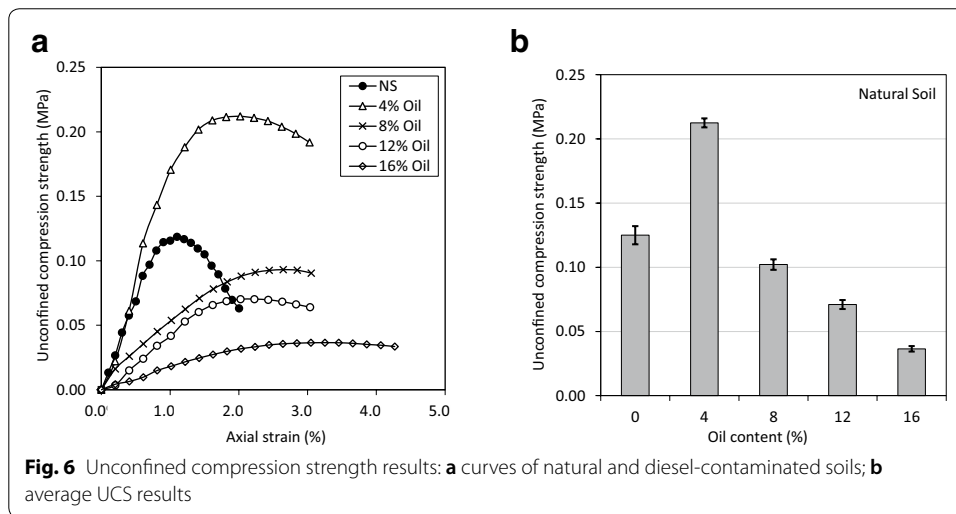 a
Unconfined compression strength (MPa)
0.25
0.20
0.15
0.10
0.05
0.00
NS
4% Oil
8% Oil
12% Oil
16% Oil
0.0
1.0
2.0
3.0
4.0
5.0
Axial strain (%)
b
Unconfined compression strength (MPa)
0.25
0.20
0.15
0.10
0.05
0.00
Natural Soil
0
4
8
12
16
Oil content (%)
Fig. 6 Unconfined compression strength results: a curves of natural and diesel-contaminated soils; b
average UCS results